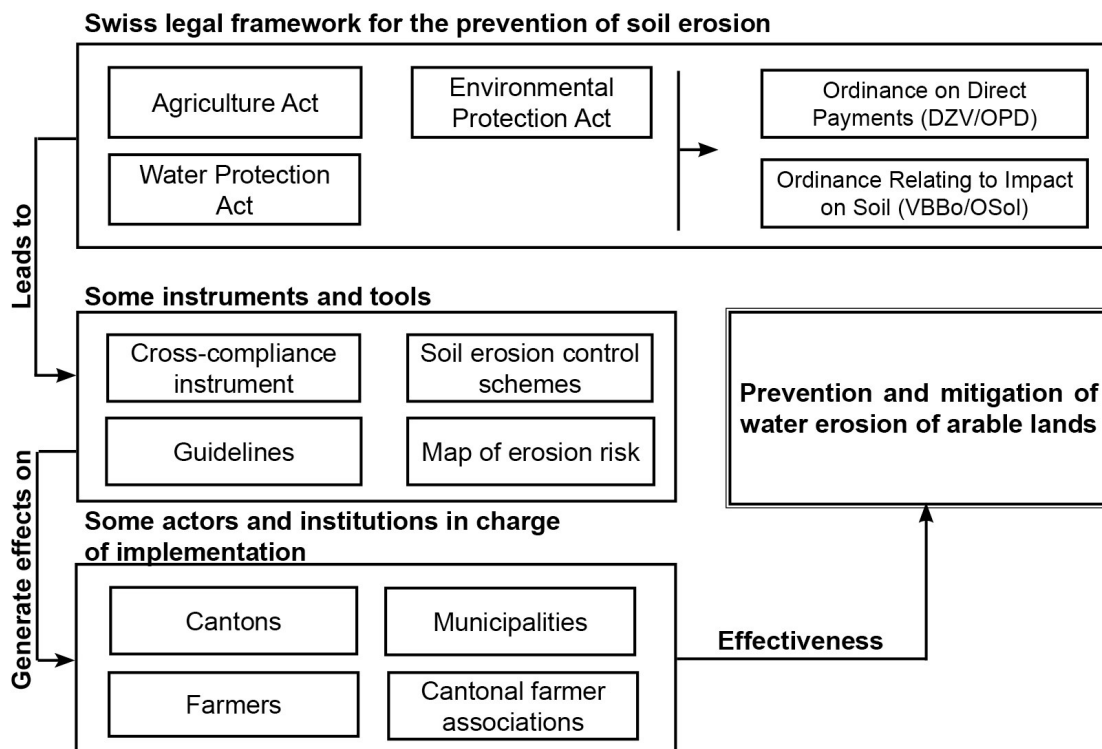 Swiss legal framework for the prevention of soil erosion
Agriculture Act
Environmental
Protection Act
Ordinance on Direct
Payments (DZV/OPD)
Water Protection
Act
Ordinance Relating to Impact
on Soil (VBBo/OSol)
Leads to
Some instruments and tools
Cross-compliance
instrument
Soil erosion control
schemes
Guidelines
Map of erosion risk
Prevention and mitigation of
water erosion of arable lands
Generate effects on
Some actors and institutions in charge
of implementation
Cantons
Municipalities
Farmers
Cantonal farmer
associations
Effectiveness